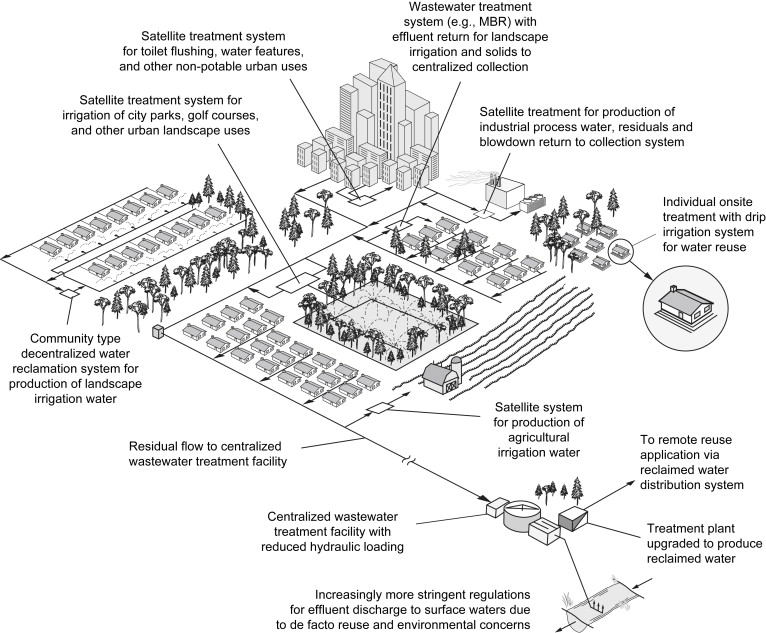 Wastewater treatment
system (e.g., MBR) with
effluent return for landscape
irrigation and solids to
centralized collection
Satellite treatment system
for toilet flushing, water features,
and other non-potable urban uses
Satellite treatment system for
irrigation of city parks, golf courses,
and other urban landscape uses
Satellite treatment for production of
industrial process water, residuals and
blowdown return to collection system
Individual onsite
treatment with drip
irrigation system
for water reuse
Community type
decentralized water
reclamation system for
production of landscape
irrigation water
Satellite system
for production of
agricultural
irrigation water
Residual flow to centralized
wastewater treatment facility
To remote reuse
application via
reclaimed water
distribution system
Centralized wastewater
treatment facility with
reduced hydraulic loading
Treatment plant
upgraded to produce
reclaimed water
Increasingly more stringent regulations
for effluent discharge to surface waters due
to de facto reuse and environmental concerns